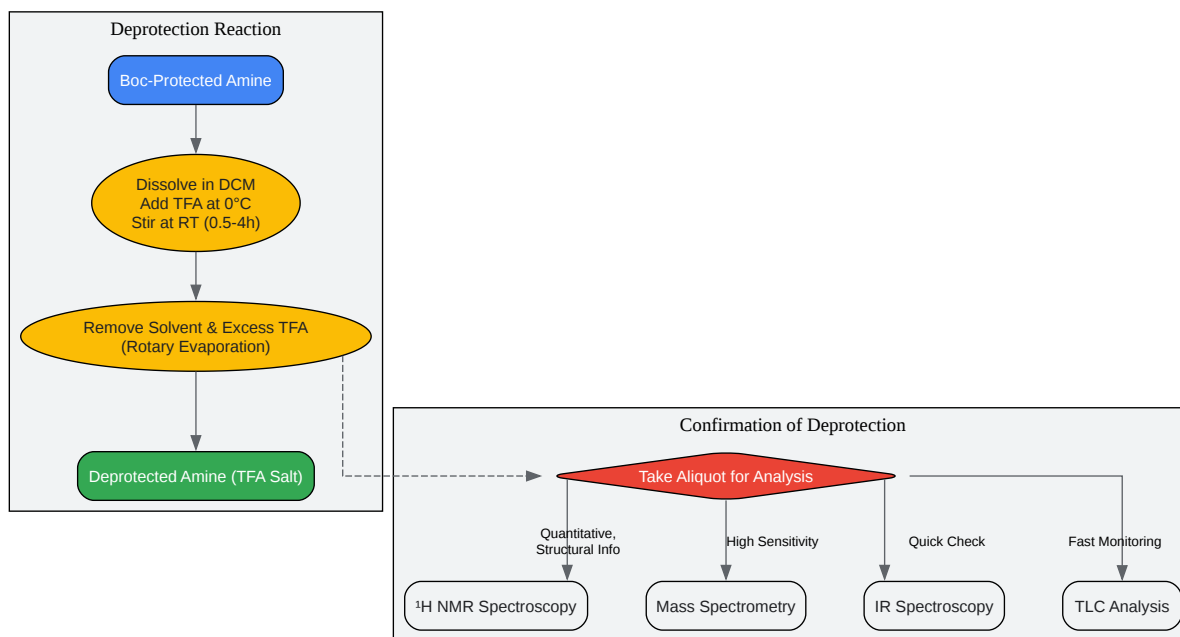 Deprotection Reaction
Boc-Protected Amine
Dissolve in DCM
Add TFA at 0°C
Stir at RT (0.5-4h)
Remove Solvent & Excess TFA
(Rotary Evaporation)
Deprotected Amine (TFA Salt)
Confirmation of Deprotection
Take Aliquot for Analysis
Quantitative,
Structural Info
High Sensitivity
Quick Check
Fast Monitoring
¹H NMR Spectroscopy
Mass Spectrometry
IR Spectroscopy
TLC Analysis